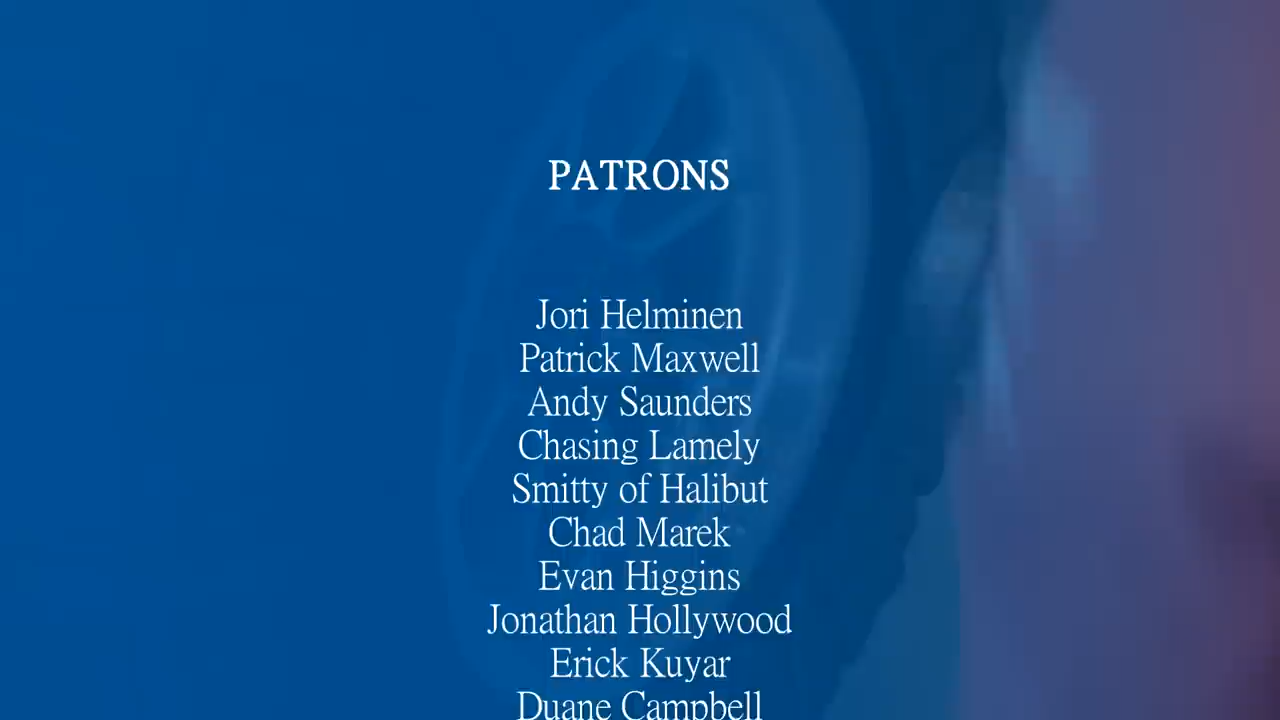 PATRONS
Jori Helminen
Patrick Maxwell
Andy Saunders
Chasing Lamely
Smitty of Halibut
Chad Marek
Evan Higgins
Jonathan Hollywood
Erick Kuyar
Duane Campbell